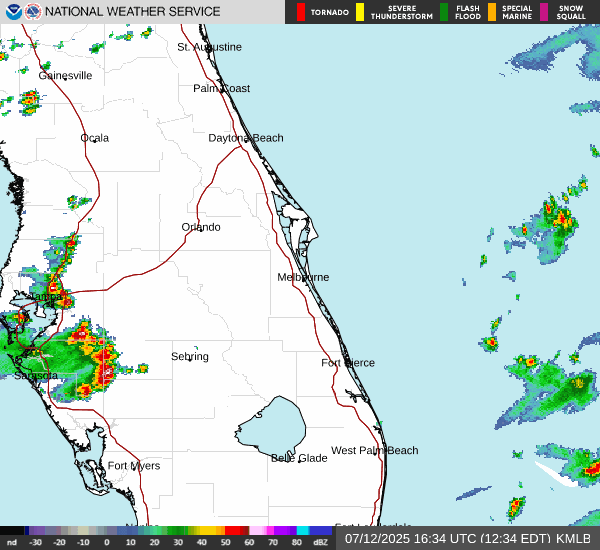 NATIONAL WEATHER SERVICE
TORNADO
SEVERE THUNDERSTORM
FLASH FLOOD
SPECIAL MARINE
SNOW SQUALL
St. Augustine
Gainesville
Palm Coast
Ocala
Daytona Beach
Orlando
Melbourne
Tampa
Sebring
Fort Pierce
Sarasota
West Palm Beach
Belle Glade
Fort Myers
Fort Lauderdale
nd -30 -20 -10 0 10 20 30 40 50 60 70 80 dBZ
07/12/2025 16:34 UTC (12:34 EDT) KMLB